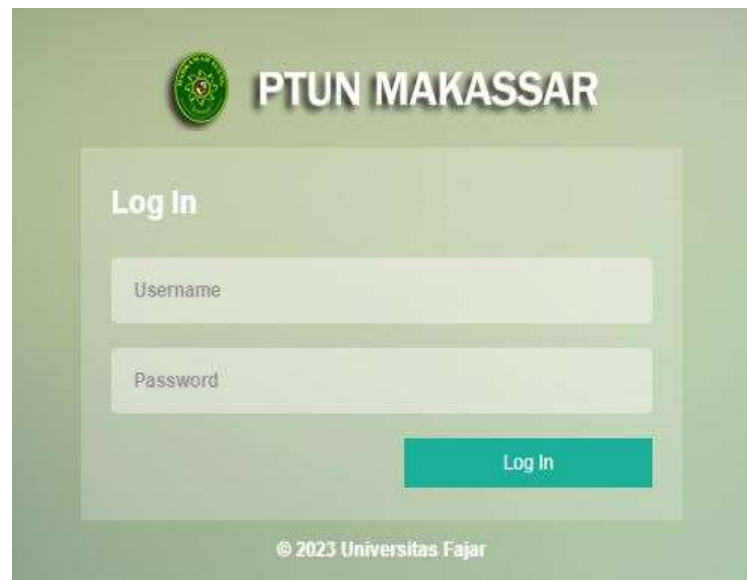 PTUN MAKASSAR
Log In
Username
Password
Log In
© 2023 Universitas Fajar